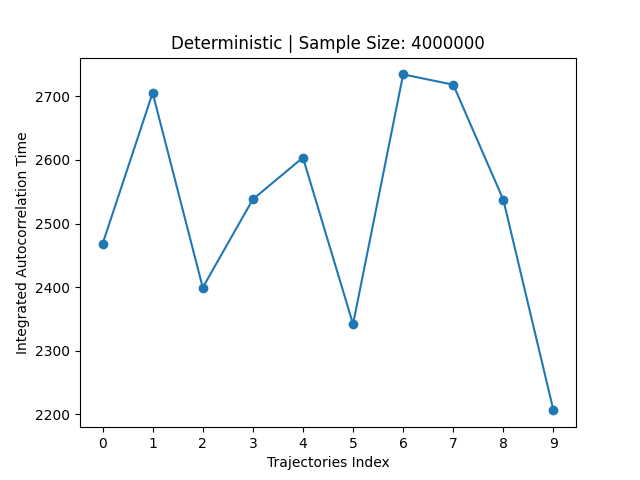 Deterministic | Sample Size: 4000000
Integrated Autocorrelation Time
2700
2600
2500
2400
2300
2200
0 1 2 3 4 5 6 7 8 9
Trajectories Index